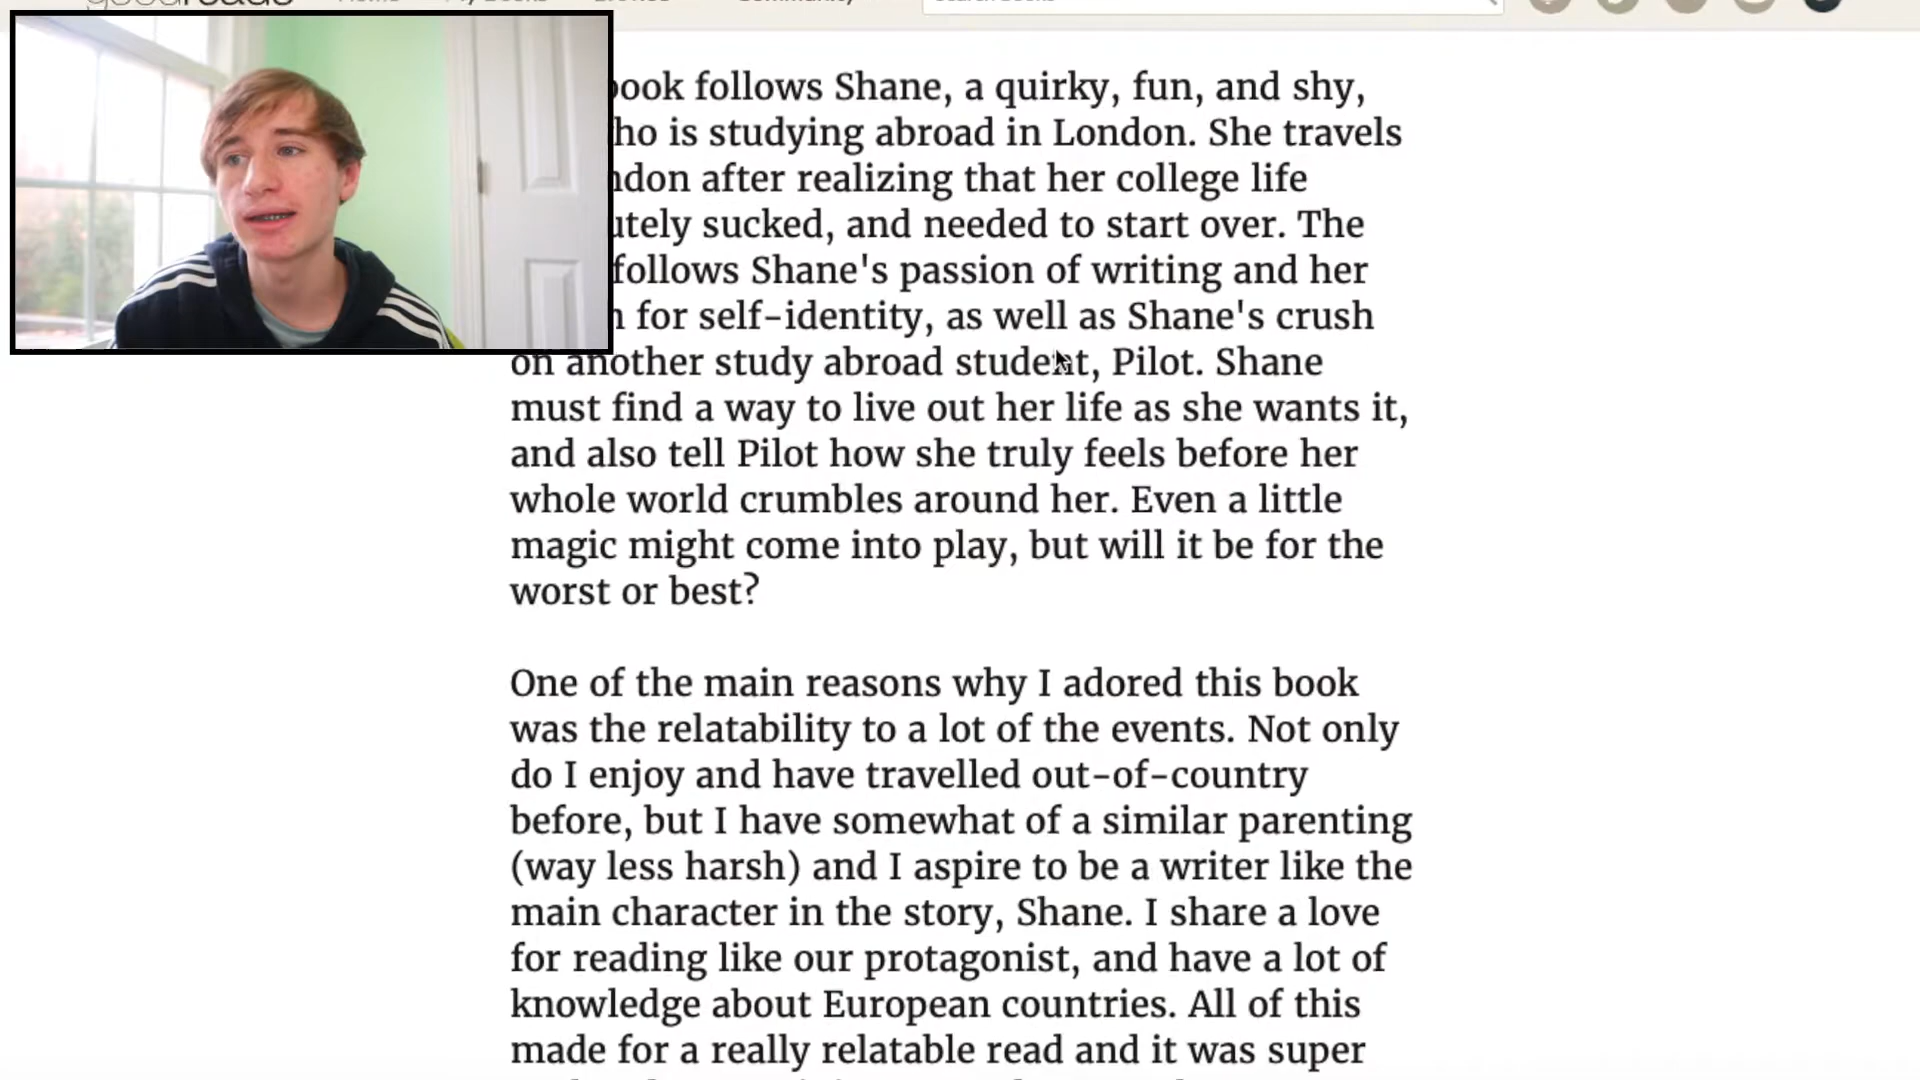 goodreads
Community
book follows Shane, a quirky, fun, and shy,
who is studying abroad in London. She travels
after realizing that her college life
sucked, and needed to start over. The
follows Shane's passion of writing and her
for self-identity, as well as Shane's crush
on another study abroad student, Pilot. Shane
must find a way to live out her life as she wants it,
and also tell Pilot how she truly feels before her
whole world crumbles around her. Even a little
magic might come into play, but will it be for the
worst or best?
One of the main reasons why I adored this book
was the relatability to a lot of the events. Not only
do I enjoy and have travelled out-of-country
before, but I have somewhat of a similar parenting
(way less harsh) and I aspire to be a writer like the
main character in the story, Shane. I share a love
for reading like our protagonist, and have a lot of
knowledge about European countries. All of this
made for a really relatable read and it was super